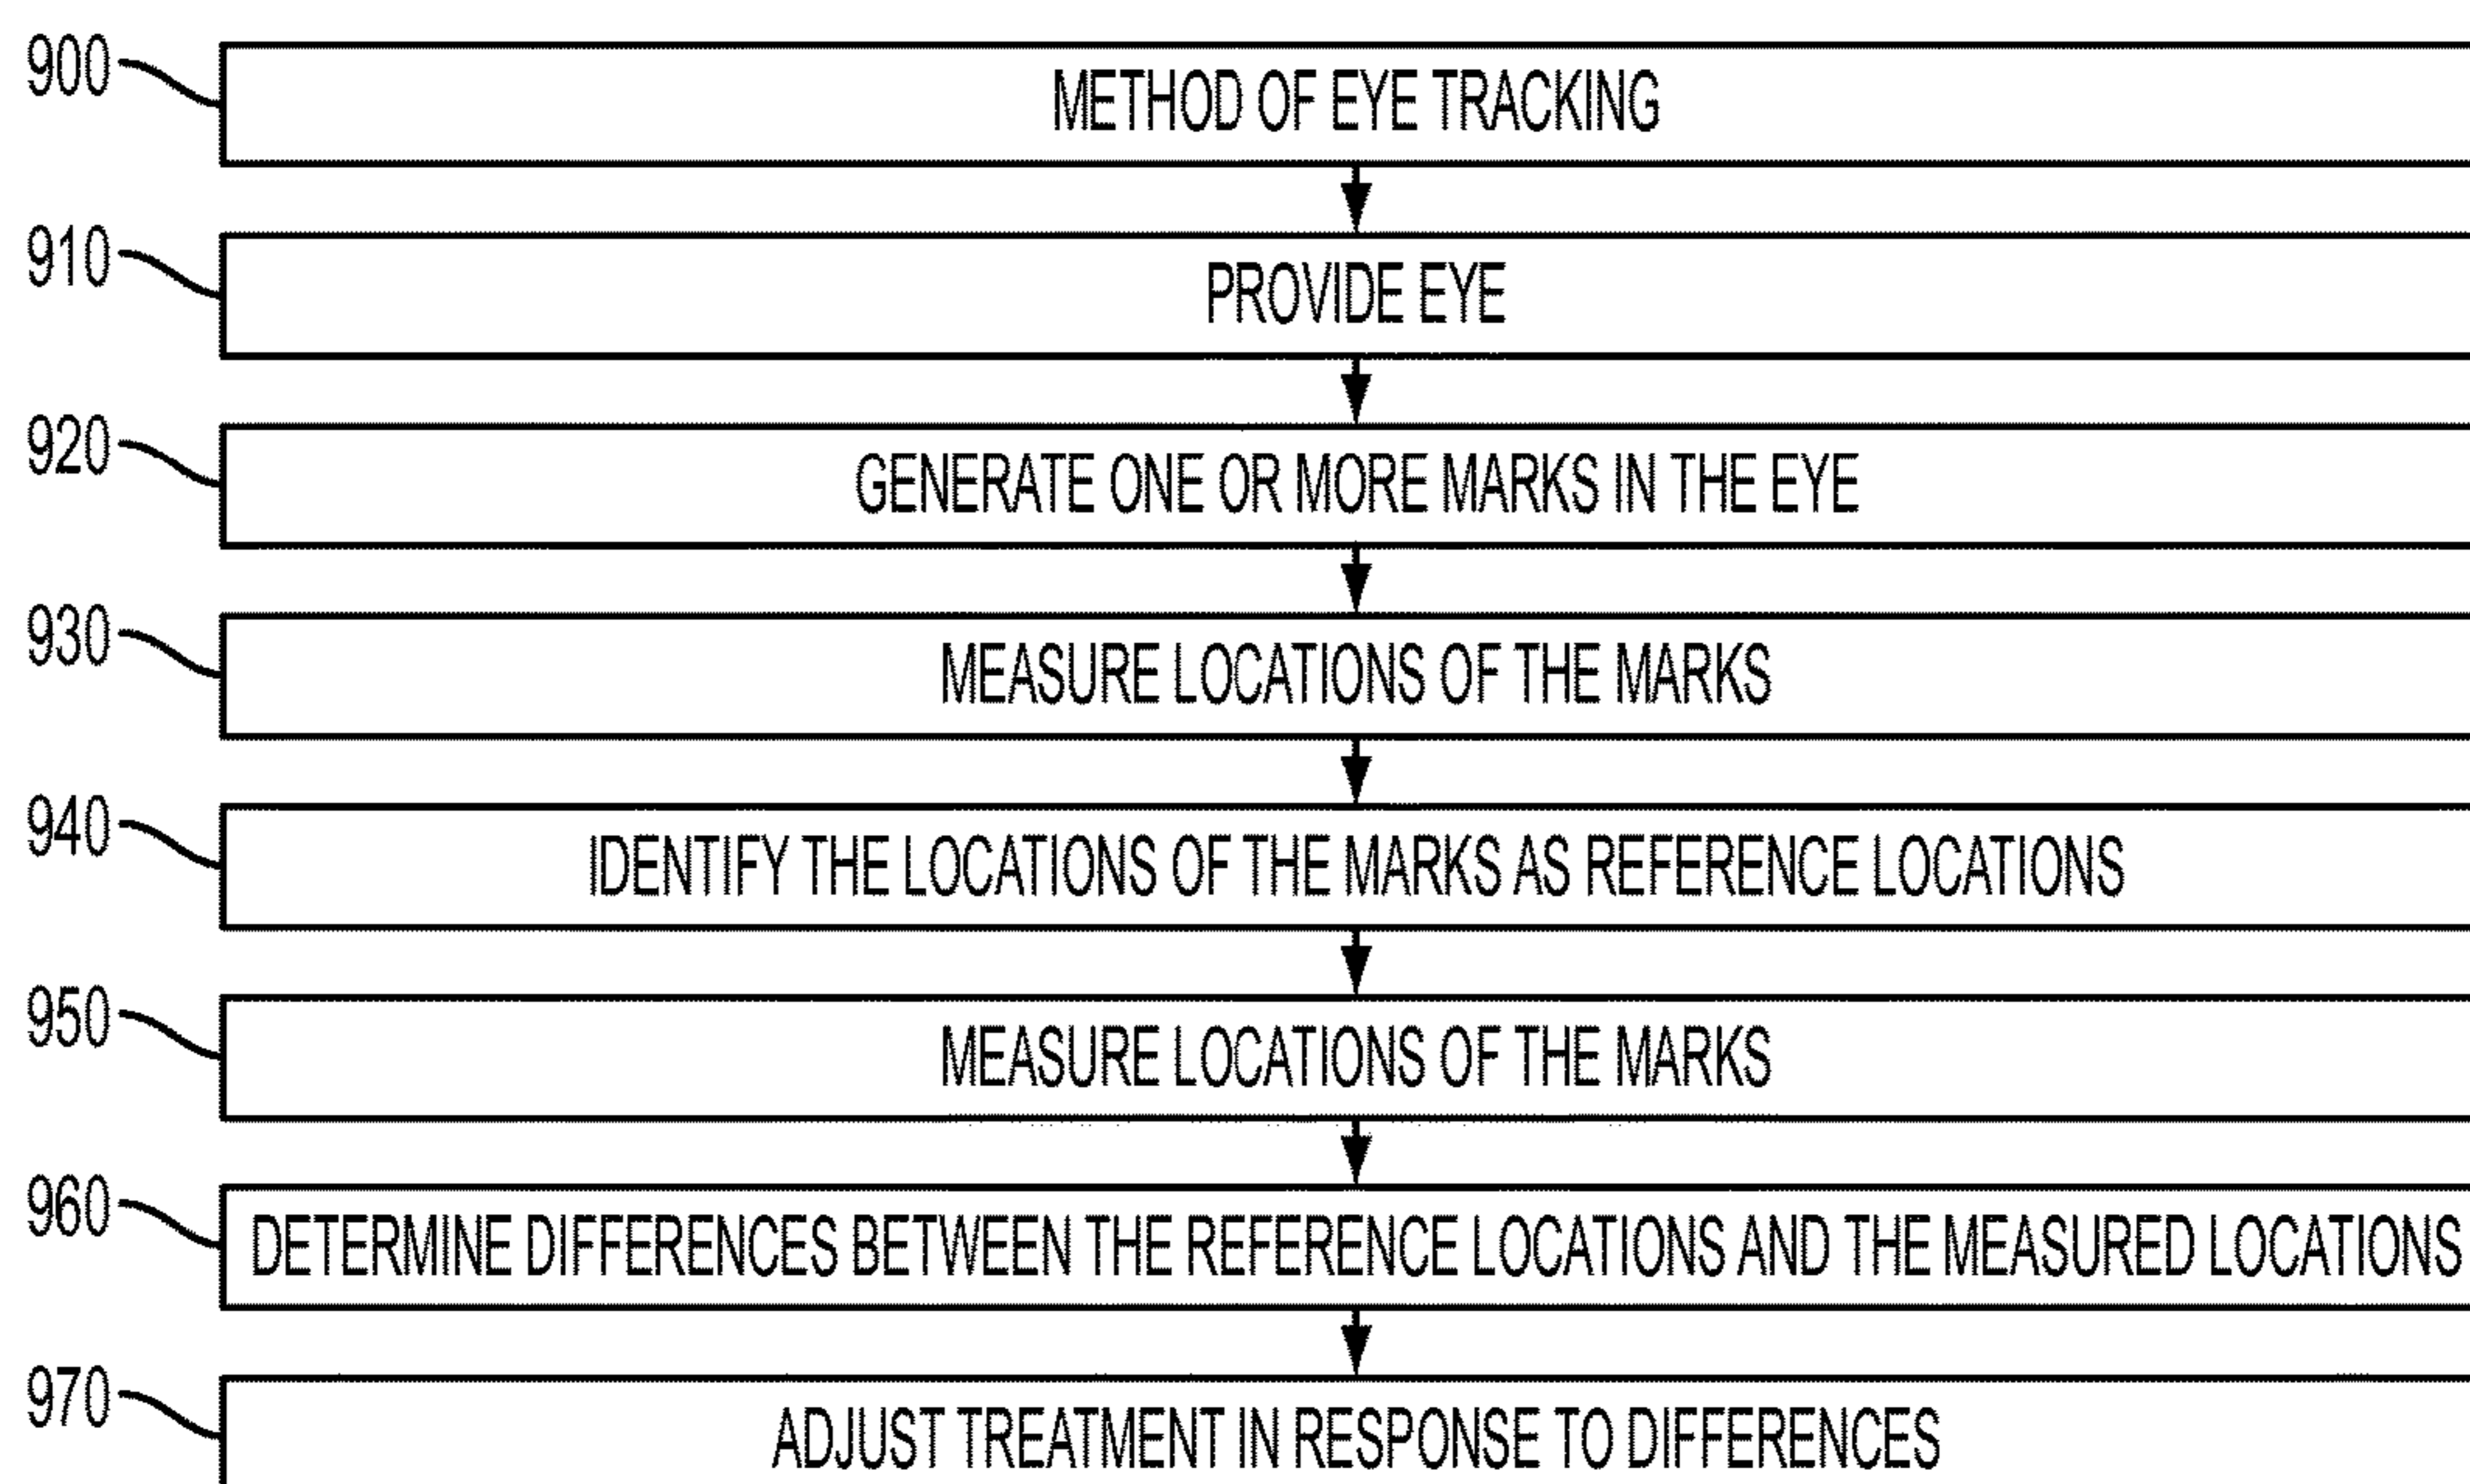 900 METHOD OF EYE TRACKING
910 PROVIDE EYE
920 GENERATE ONE OR MORE MARKS IN THE EYE
930 MEASURE LOCATIONS OF THE MARKS
940 IDENTIFY THE LOCATIONS OF THE MARKS AS REFERENCE LOCATIONS
950 MEASURE LOCATIONS OF THE MARKS
960 DETERMINE DIFFERENCES BETWEEN THE REFERENCE LOCATIONS AND THE MEASURED LOCATIONS
970 ADJUST TREATMENT IN RESPONSE TO DIFFERENCES